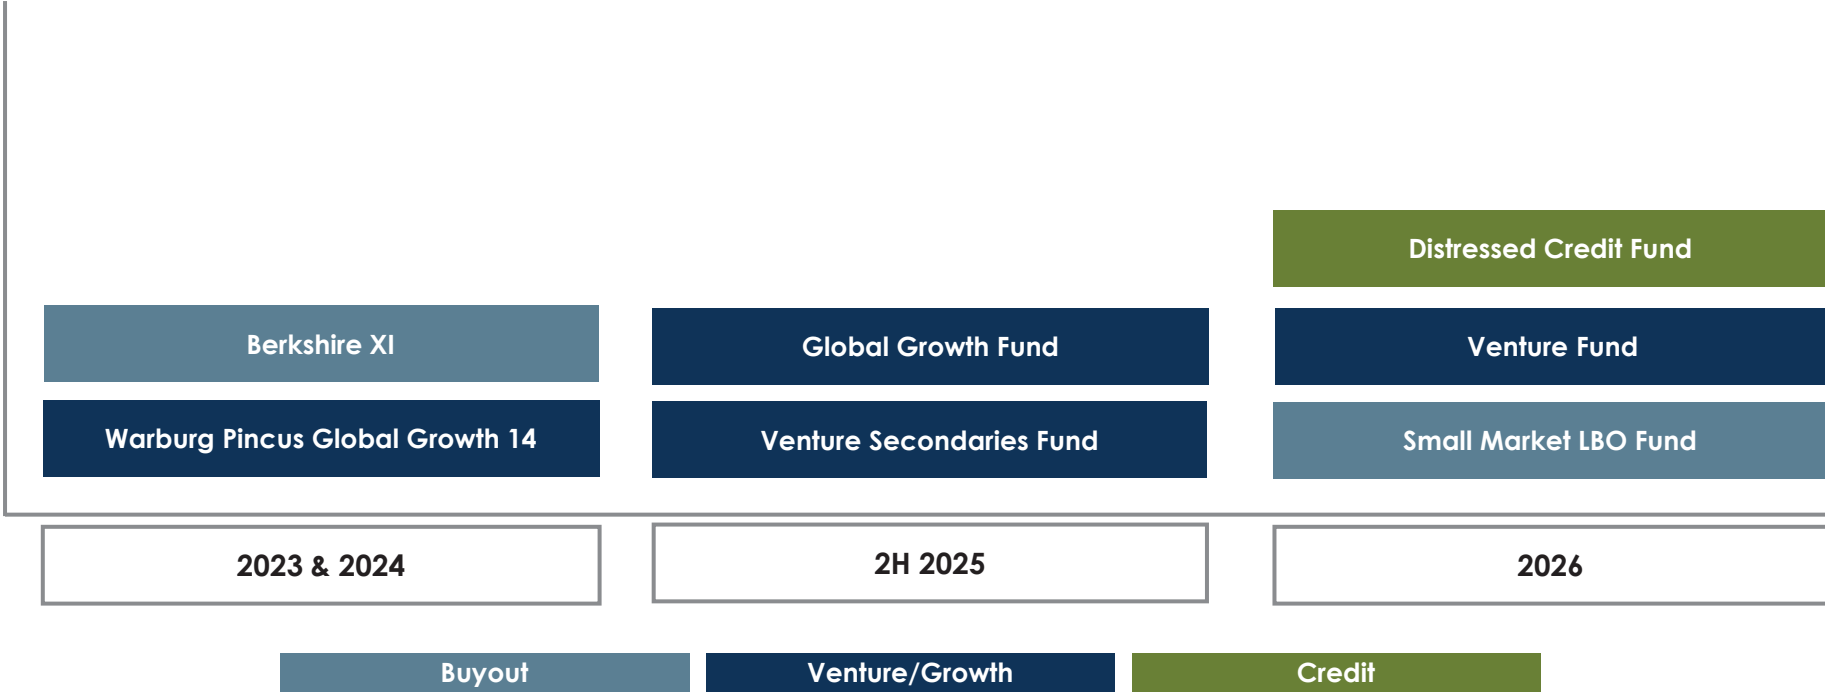 Distressed Credit Fund
Berkshire XI
Global Growth Fund
Venture Fund
Warburg Pincus Global Growth 14
Venture Secondaries Fund
Small Market LBO Fund
2023 & 2024
2H 2025
2026
Buyout
Venture/Growth
Credit